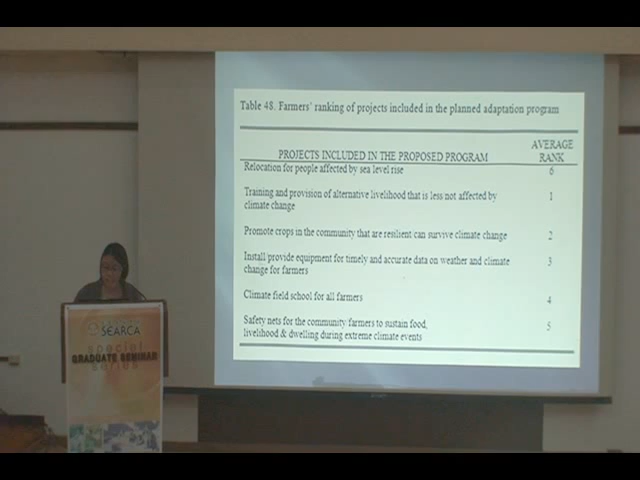 Table 48. Farmers' ranking of projects included in the planned adaptation program
PROJECTS INCLUDED IN THE PROPOSED PROGRAM
AVERAGE
RANK
Relocation for people affected by sea level rise 6
Training and provision of alternative livelihood that is less not affected by
climate change 1
Promote crops in the community that are resilient can survive climate change 2
Install/provide equipment for timely and accurate data on weather and climate
change for farmers 3
Climate field school for all farmers 4
Safety nets for the community farmers to sustain food,
livelihood & dwelling during extreme climate events 5
SEARCA
special
GRADUATE SEMINAR
series